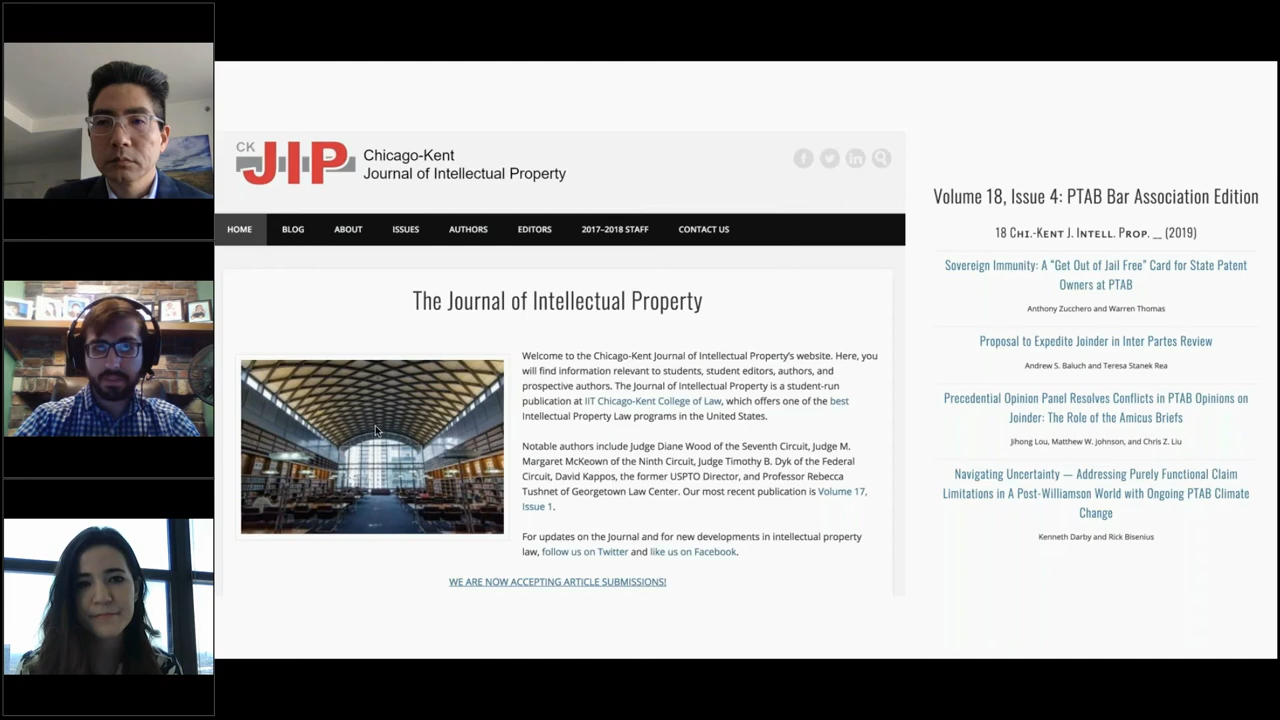 CK
JIP
Chicago-Kent
Journal of Intellectual Property
HOME BLOG ABOUT ISSUES AUTHORS EDITORS 2017–2018 STAFF CONTACT US
The Journal of Intellectual Property
Welcome to the Chicago-Kent Journal of Intellectual Property's website. Here, you
will find information relevant to students, student editors, authors, and
prospective authors. The Journal of Intellectual Property is a student-run
publication at IIT Chicago-Kent College of Law, which offers one of the best
Intellectual Property Law programs in the United States.
Notable authors include Judge Diane Wood of the Seventh Circuit, Judge M.
Margaret McKeown of the Ninth Circuit, Judge Timothy B. Dyk of the Federal
Circuit, David Kappos, the former USPTO Director, and Professor Rebecca
Tushnet of Georgetown Law Center. Our most recent publication is Volume 17,
Issue 1.
For updates on the Journal and for new developments in intellectual property
law, follow us on Twitter and like us on Facebook.
WE ARE NOW ACCEPTING ARTICLE SUBMISSIONS!
Volume 18, Issue 4: PTAB Bar Association Edition
18 Chi.-Kent J. Intell. Prop. __ (2019)
Sovereign Immunity: A “Get Out of Jail Free” Card for State Patent
Owners at PTAB
Anthony Zucchero and Warren Thomas
Proposal to Expedite Joinder in Inter Partes Review
Andrew S. Baluch and Teresa Stanek Rea
Precedential Opinion Panel Resolves Conflicts in PTAB Opinions on
Joinder: The Role of the Amicus Briefs
Jihong Lou, Matthew W. Johnson, and Chris Z. Liu
Navigating Uncertainty — Addressing Purely Functional Claim
Limitations in A Post-Williamson World with Ongoing PTAB Climate
Change
Kenneth Darby and Rick Bisenius